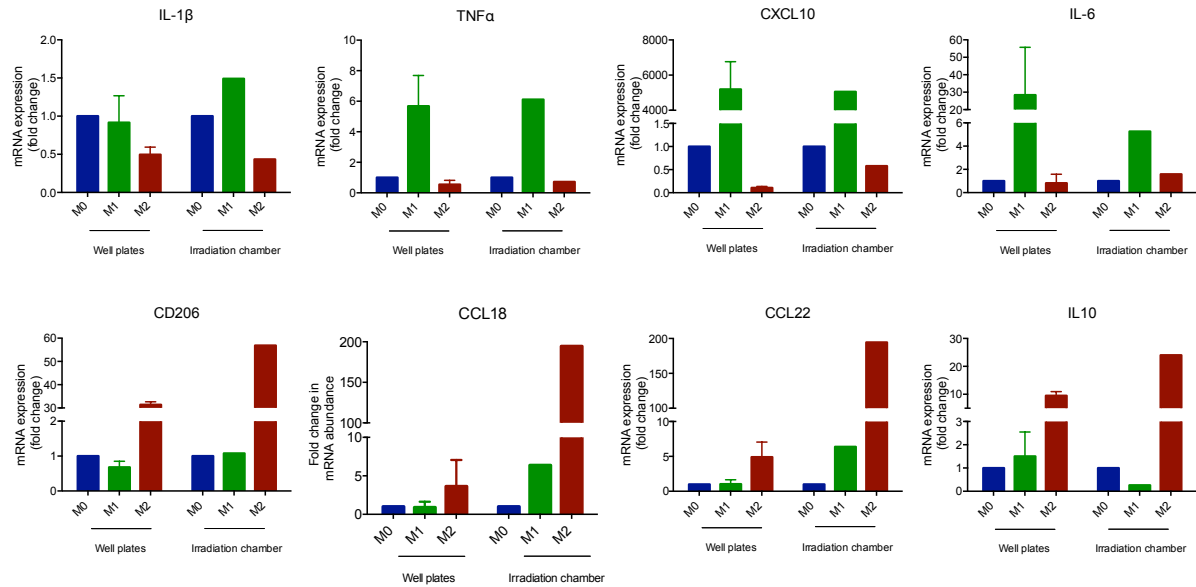 IL-1β
mRNA expression
(fold change)
2.0
1.5
1.0
0.5
0.0
M0
M1
M2
M0
M1
M2
Well plates
Irradiation chamber
TNFα
mRNA expression
(fold change)
10
8
6
4
2
0
M0
M1
M2
M0
M1
M2
Well plates
Irradiation chamber
CXCL10
mRNA expression
(fold change)
8000
6000
4000
1.5
1.0
0.5
0.0
M0
M1
M2
M0
M1
M2
Well plates
Irradiation chamber
IL-6
mRNA expression
(fold change)
60
50
40
30
20
6
4
2
0
M0
M1
M2
M0
M1
M2
Well plates
Irradiation chamber
CD206
mRNA expression
(fold change)
60
50
40
30
2
1
0
M0
M1
M2
M0
M1
M2
Well plates
Irradiation chamber
CCL18
Fold change in
mRNA abundance
200
150
100
10
5
0
M0
M1
M2
M0
M1
M2
Well plates
Irradiation chamber
CCL22
mRNA expression
(fold change)
200
150
100
10
5
0
M0
M1
M2
M0
M1
M2
Well plates
Irradiation chamber
IL10
mRNA expression
(fold change)
30
20
10
3
2
1
0
M0
M1
M2
M0
M1
M2
Well plates
Irradiation chamber